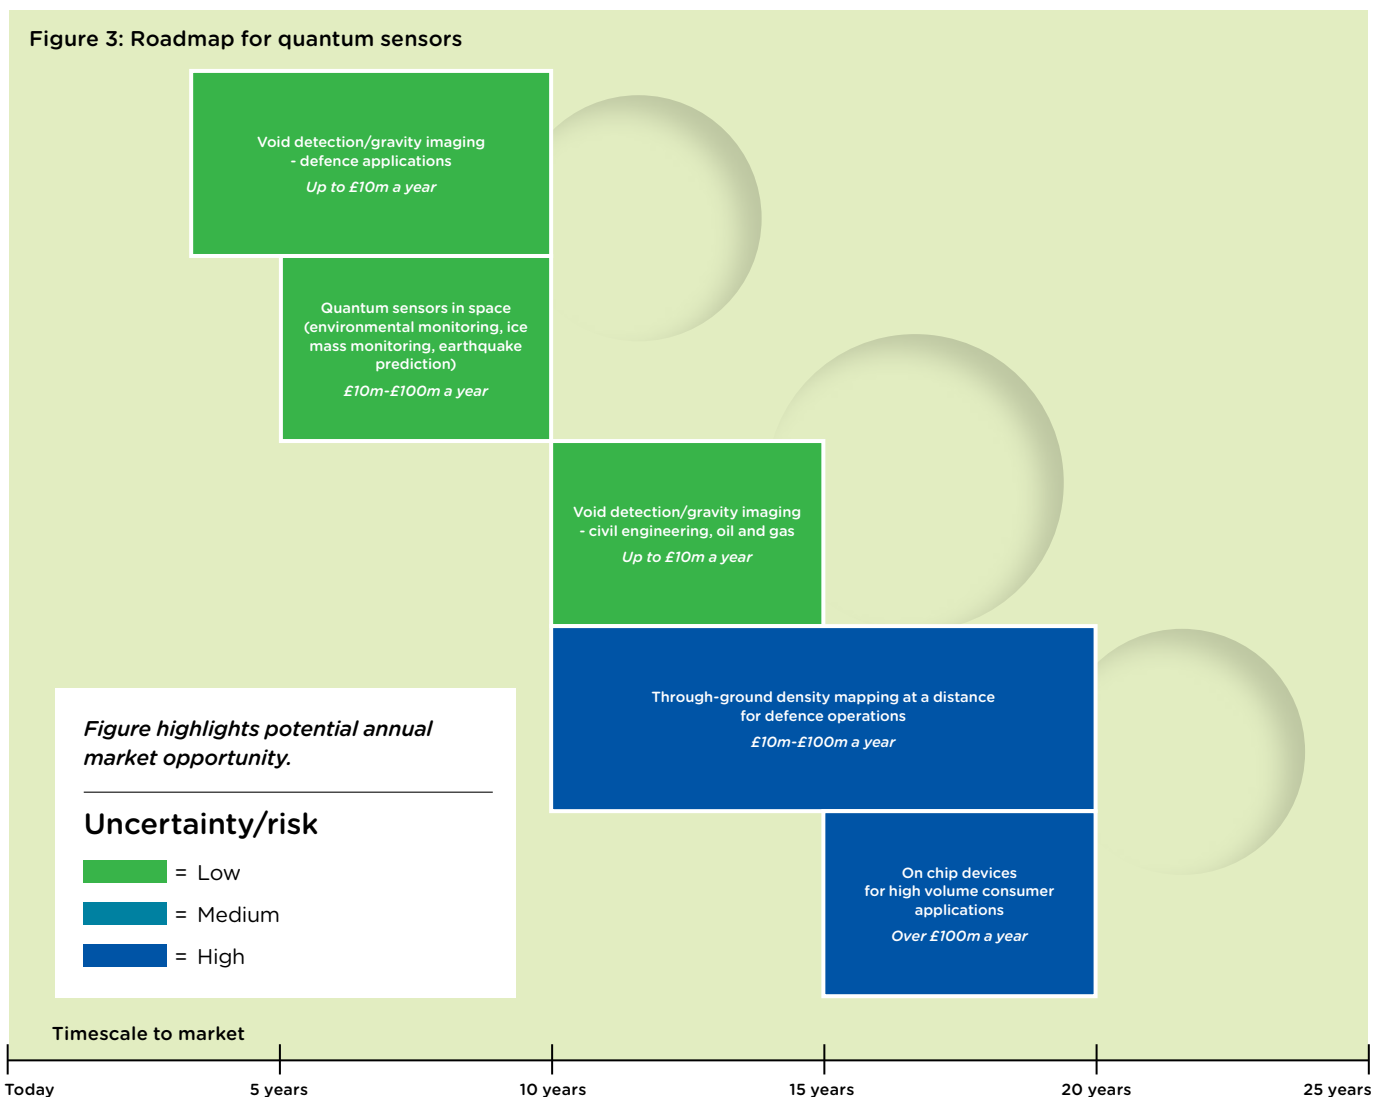 Figure 3: Roadmap for quantum sensors
Void detection/gravity imaging
- defence applications
Up to £10m a year
Quantum sensors in space
(environmental monitoring, ice
mass monitoring, earthquake
prediction)
£10m-£100m a year
Void detection/gravity imaging
- civil engineering, oil and gas
Up to £10m a year
Through-ground density mapping at a distance
for defence operations
£10m-£100m a year
On chip devices
for high volume consumer
applications
Over £100m a year
Figure highlights potential annual
market opportunity.
Uncertainty/risk
= Low
= Medium
= High
Timescale to market
Today 5 years 10 years 15 years 20 years 25 years